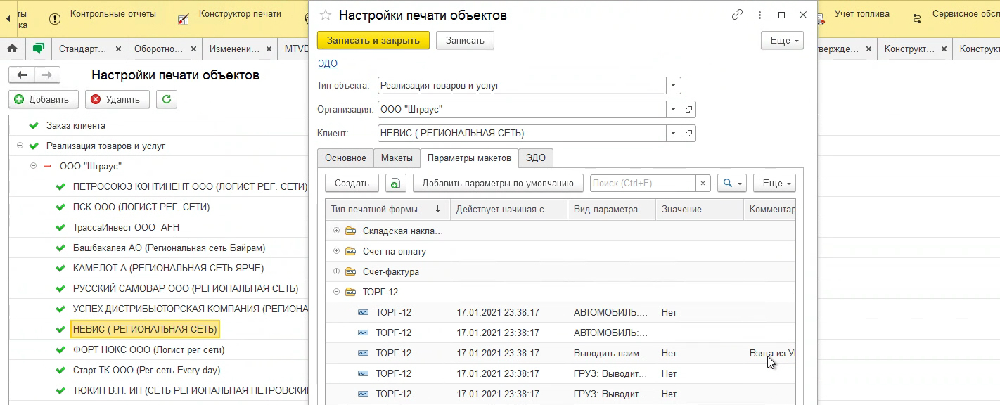 ты
ка
Контрольные отчеты
Конструктор печати
Учет топлива
Сервисное обсл
Стандарт...
Оборотно...
Изменени...
MTVD
твержде...
Конструкт...
Конструкт
Настройки печати объектов
Добавить
Удалить
Заказ клиента
Реализация товаров и услуг
ООО "Штраус"
ПЕТРОСОЮЗ КОНТИНЕНТ ООО (ЛОГИСТ РЕГ. СЕТИ)
ПСК ООО (ЛОГИСТ РЕГ. СЕТИ)
ТрассаИнвест ООО AFH
Башбакалея АО (Региональная сеть Байрам)
КАМЕЛОТ А (РЕГИОНАЛЬНАЯ СЕТЬ ЯРЧЕ)
РУССКИЙ САМОВАР ООО (РЕГИОНАЛЬНАЯ СЕТЬ)
УСПЕХ ДИСТРИБЬЮТОРСКАЯ КОМПАНИЯ (РЕГИОНА
НЕВИС ( РЕГИОНАЛЬНАЯ СЕТЬ)
ФОРТ НОКС ООО (Логист рег сети)
Старт ТК ООО (Рег сеть Every day)
ТЮКИН В.П. ИП (СЕТЬ РЕГИОНАЛЬНАЯ ПЕТРОВСКИ
Настройки печати объектов
Записать и закрыть
Записать
Еще
ЭДО
Тип объекта: Реализация товаров и услуг
Организация: ООО "Штраус"
Клиент: НЕВИС ( РЕГИОНАЛЬНАЯ СЕТЬ)
Основное Макеты Параметры макетов ЭДО
Создать Добавить параметры по умолчанию Поиск (Ctrl+F) Еще
Тип печатной формы Действует начиная с Вид параметра Значение Комментар
Складская накла...
Счет на оплату
Счет-фактура
ТОРГ-12
ТОРГ-12 17.01.2021 23:38:17 АВТОМОБИЛЬ:... Нет
ТОРГ-12 17.01.2021 23:38:17 АВТОМОБИЛЬ:...
ТОРГ-12 17.01.2021 23:38:17 Выводить наим... Нет Взята из УІ
ТОРГ-12 17.01.2021 23:38:17 ГРУЗ: Выводит... Нет
ТОРГ-12 17.01.2021 23:38:17 ГРУЗ: Выводит... Нет